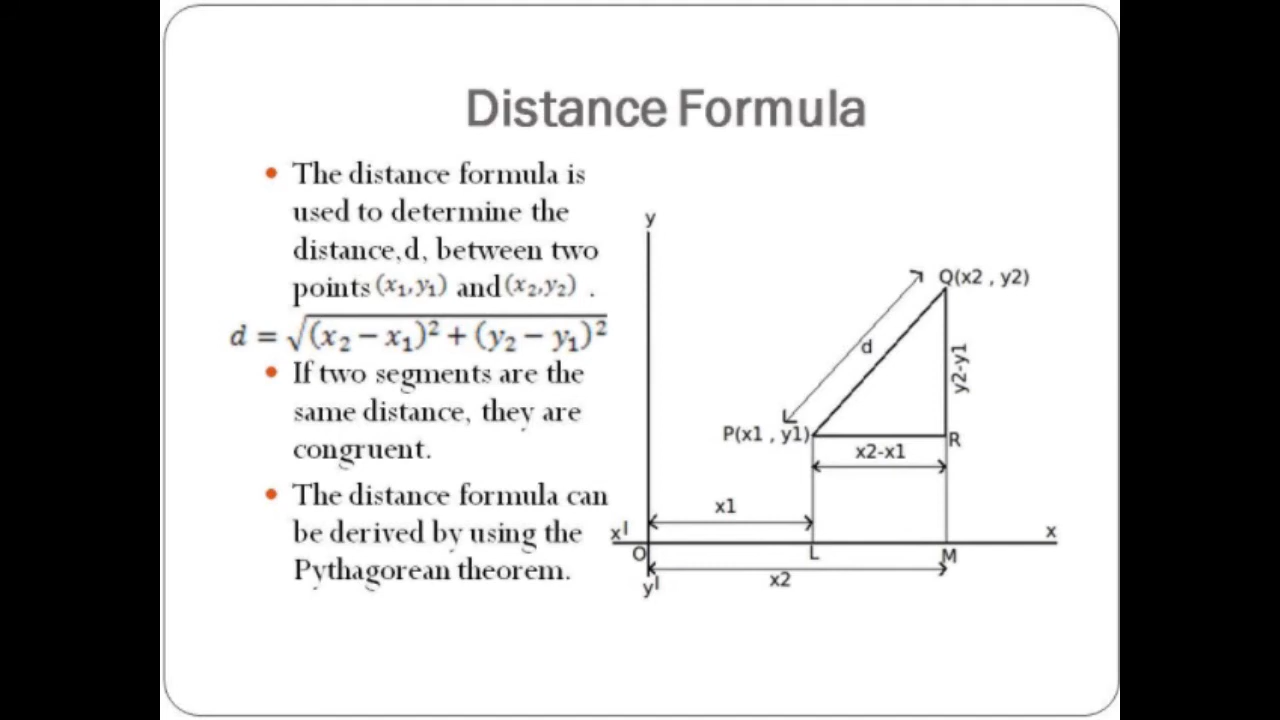 Distance Formula
• The distance formula is
used to determine the
distance,d, between two
points (x₁,y₁) and (x₂,y₂) .
d = √(x₂ − x₁)² + (y₂ − y₁)²
• If two segments are the
same distance, they are
congruent.
• The distance formula can
be derived by using the
Pythagorean theorem.
y
Q(x2 , y2)
d
y2-y1
P(x1 , y1)
R
x2-x1
x1
x|
x
O
L
M
x2
y|